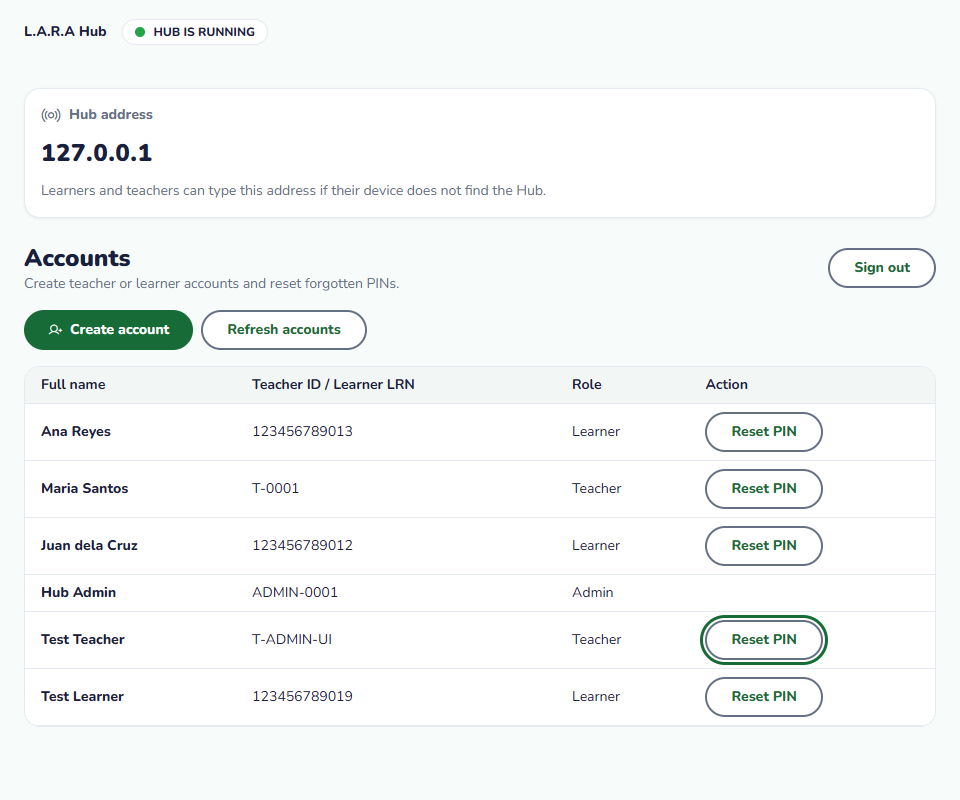 L.A.R.A Hub
HUB IS RUNNING
Hub address
127.0.0.1
Learners and teachers can type this address if their device does not find the Hub.
Accounts
Create teacher or learner accounts and reset forgotten PINs.
Sign out
Create account
Refresh accounts
Full name Teacher ID / Learner LRN Role Action
Ana Reyes 123456789013 Learner Reset PIN
Maria Santos T-0001 Teacher Reset PIN
Juan dela Cruz 123456789012 Learner Reset PIN
Hub Admin ADMIN-0001 Admin
Test Teacher T-ADMIN-UI Teacher Reset PIN
Test Learner 123456789019 Learner Reset PIN